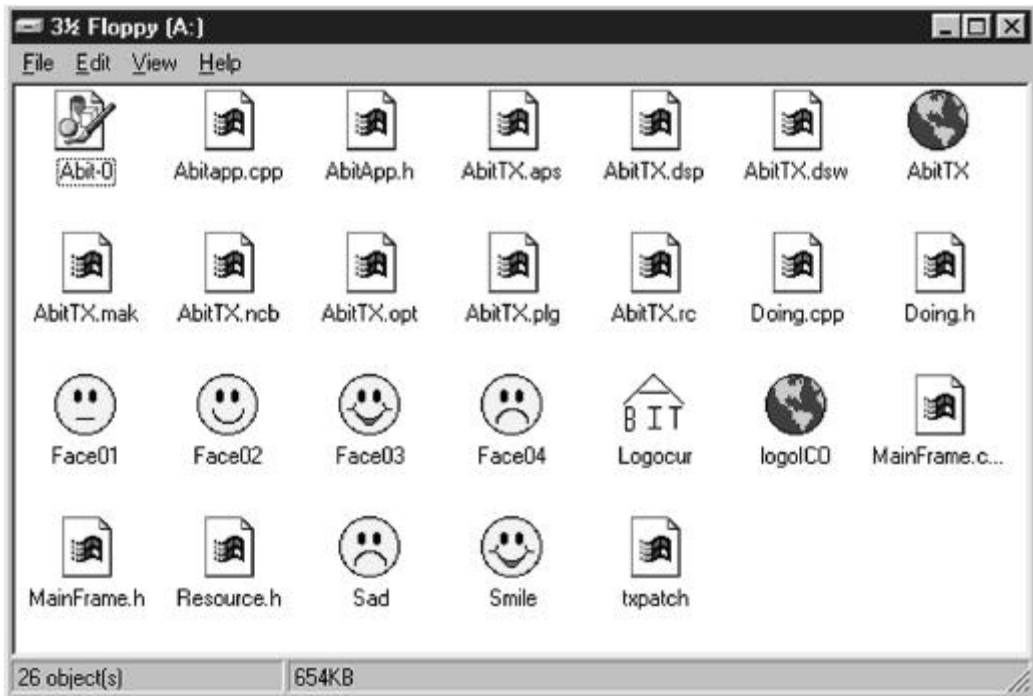 3½ Floppy (A:)
File Edit View Help
Abit-0 Abitapp.cpp AbitApp.h AbitTX.aps AbitTX.dsp AbitTX.dsw AbitTX
AbitTX.mak AbitTX.ncb AbitTX.opt AbitTX.plg AbitTX.rc Doing.cpp Doing.h
BIT
Face01 Face02 Face03 Face04 Logocur logoICO MainFrame.c...
MainFrame.h Resource.h Sad Smile txpatch
26 object(s) 654KB